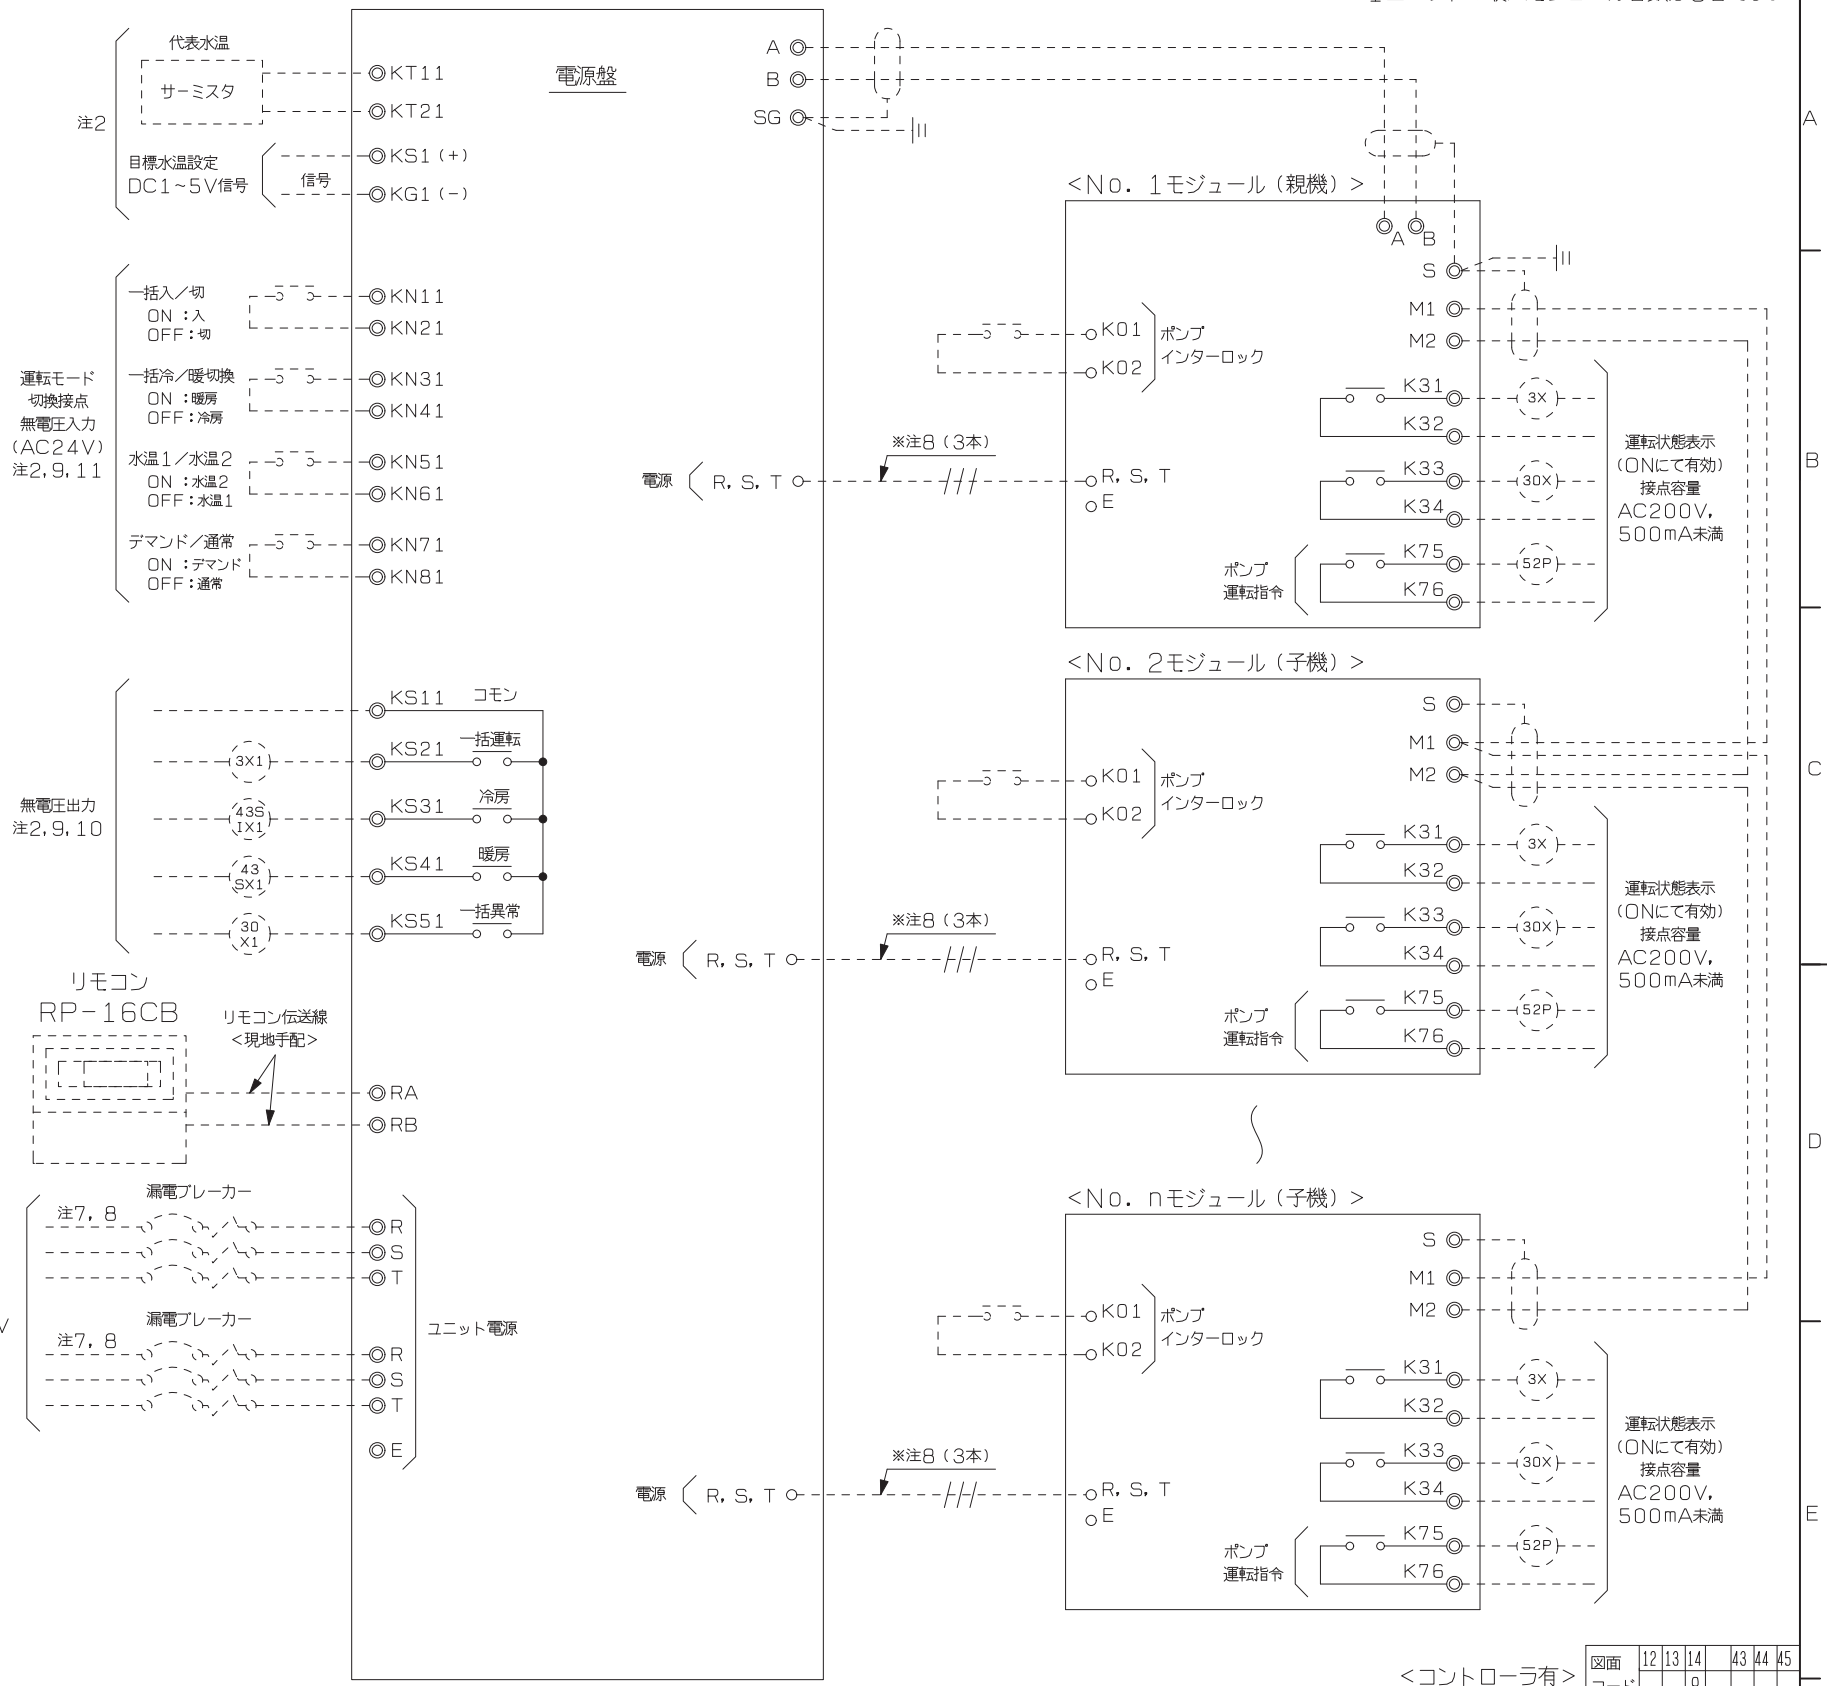 代表水温
サーミスタ
注2
目標水温設定
DC1~5V信号
信号
KT11
KT21
KS1(+)
KG1(-)
電源盤
A
B
SG
運転モード
切換接点
無電圧入力
(AC24V)
注2,9,11
一括入/切
ON :入
OFF:切
KN11
KN21
一括冷/暖切換
ON :暖房
OFF:冷房
KN31
KN41
水温1/水温2
ON :水温2
OFF:水温1
KN51
KN61
デマンド/通常
ON :デマンド
OFF:通常
KN71
KN81
無電圧出力
注2,9,10
KS11 コモン
3X1 KS21 一括運転
43S
IX1
KS31 冷房
43
SX1
KS41 暖房
30
X1
KS51 一括異常
リモコン
RP-16CB
リモコン伝送線
<現地手配>
RA
RB
漏電ブレーカー
注7,8
R
S
T
漏電ブレーカー
注7,8
R
S
T
E
ユニット電源
電源 R,S,T
※注8(3本)
電源 R,S,T
※注8(3本)
電源 R,S,T
※注8(3本)
<No.1モジュール(親機)>
A B
S
M1
M2
K01
K02
ポンプ
インターロック
R,S,T
E
K31 3X
K32
K33 30X
K34
ポンプ
運転指令
K75 52P
K76
運転状態表示
(ONにて有効)
接点容量
AC200V,
500mA未満
<No.2モジュール(子機)>
S
M1
M2
K01
K02
ポンプ
インターロック
R,S,T
E
K31 3X
K32
K33 30X
K34
ポンプ
運転指令
K75 52P
K76
運転状態表示
(ONにて有効)
接点容量
AC200V,
500mA未満
<No.nモジュール(子機)>
S
M1
M2
K01
K02
ポンプ
インターロック
R,S,T
E
K31 3X
K32
K33 30X
K34
ポンプ
運転指令
K75 52P
K76
運転状態表示
(ONにて有効)
接点容量
AC200V,
500mA未満
A
B
C
D
E
<コントローラ有>
図面 12 13 14 43 44 45